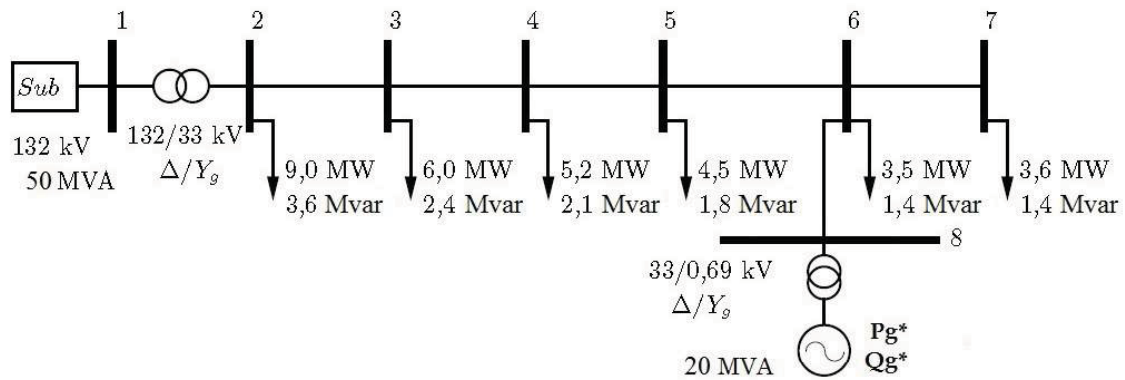 1
2
3
4
5
6
7
Sub
132 kV
50 MVA
132/33 kV
Δ/Yg
9,0 MW
3,6 Mvar
6,0 MW
2,4 Mvar
5,2 MW
2,1 Mvar
4,5 MW
1,8 Mvar
3,5 MW
1,4 Mvar
3,6 MW
1,4 Mvar
8
33/0,69 kV
Δ/Yg
20 MVA
Pg*
Qg*